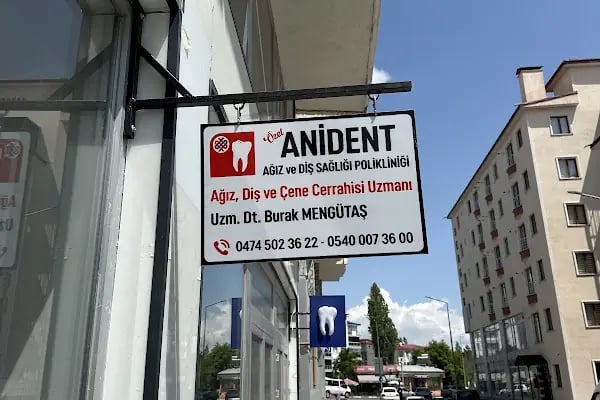 Özel ANİDENT
AĞIZ ve DİŞ SAĞLIĞI POLİKLİNİĞİ
Ağız, Diş ve Çene Cerrahisi Uzmanı
Uzm. Dt. Burak MENGÜTAŞ
0474 502 36 22 - 0540 007 36 00